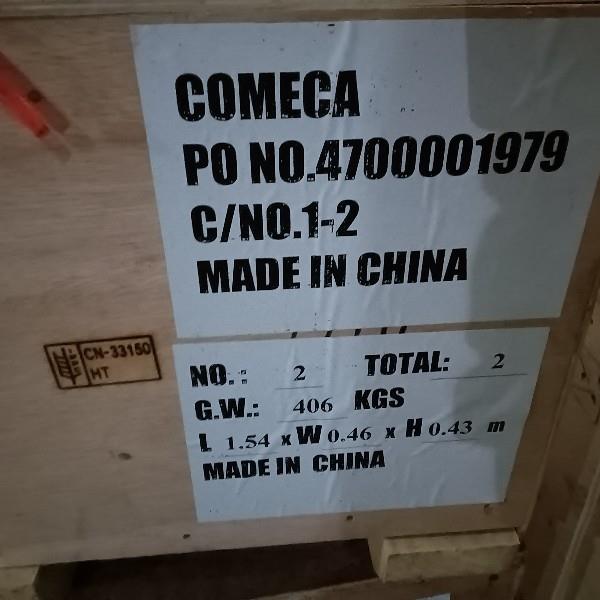 COMECA
PO NO.4700001979
C/NO.1-2
MADE IN CHINA
CN-33150
HT
NO.: 2 TOTAL: 2
G.W.: 406 KGS
L 1.54 x W 0.46 x H 0.43 m
MADE IN CHINA